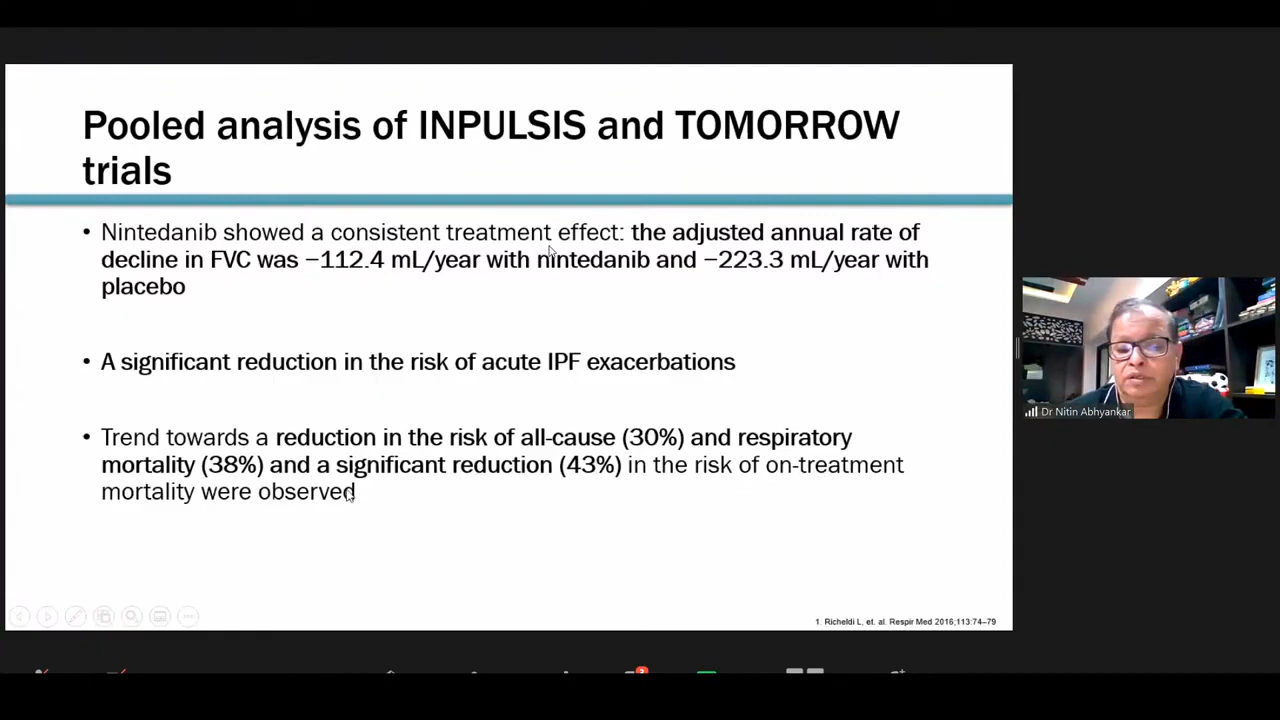 Pooled analysis of INPULSIS and TOMORROW
trials
• Nintedanib showed a consistent treatment effect: the adjusted annual rate of
decline in FVC was −112.4 mL/year with nintedanib and −223.3 mL/year with
placebo
• A significant reduction in the risk of acute IPF exacerbations
• Trend towards a reduction in the risk of all-cause (30%) and respiratory
mortality (38%) and a significant reduction (43%) in the risk of on-treatment
mortality were observed
1. Richeldi L, et. al. Respir Med 2016;113:74–79
Dr Nitin Abhyankar